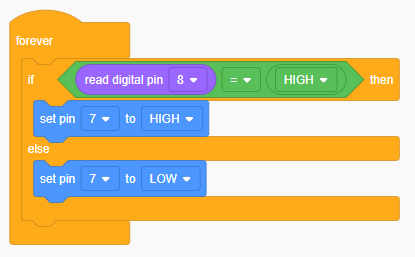 forever
if read digital pin 8 = HIGH then
set pin 7 to HIGH
else
set pin 7 to LOW